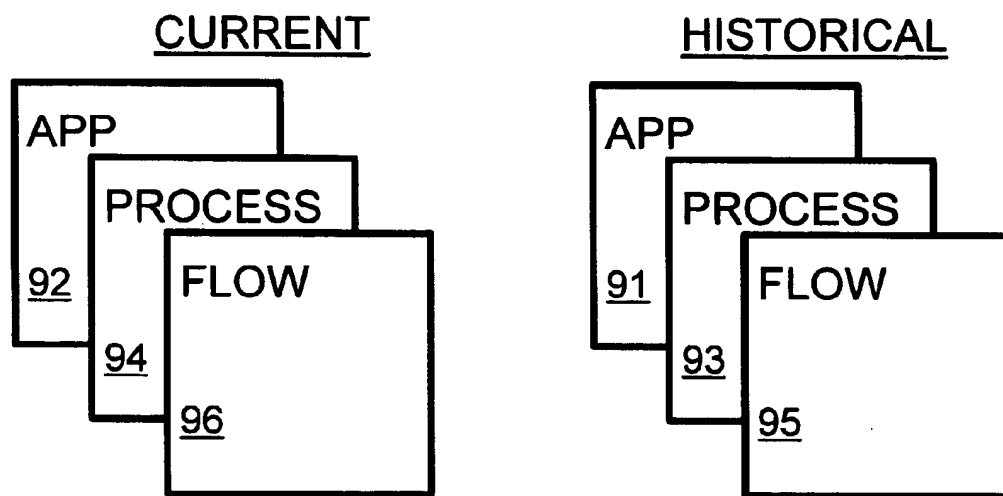 CURRENT
APP
92
PROCESS
94
FLOW
96
HISTORICAL
APP
91
PROCESS
93
FLOW
95